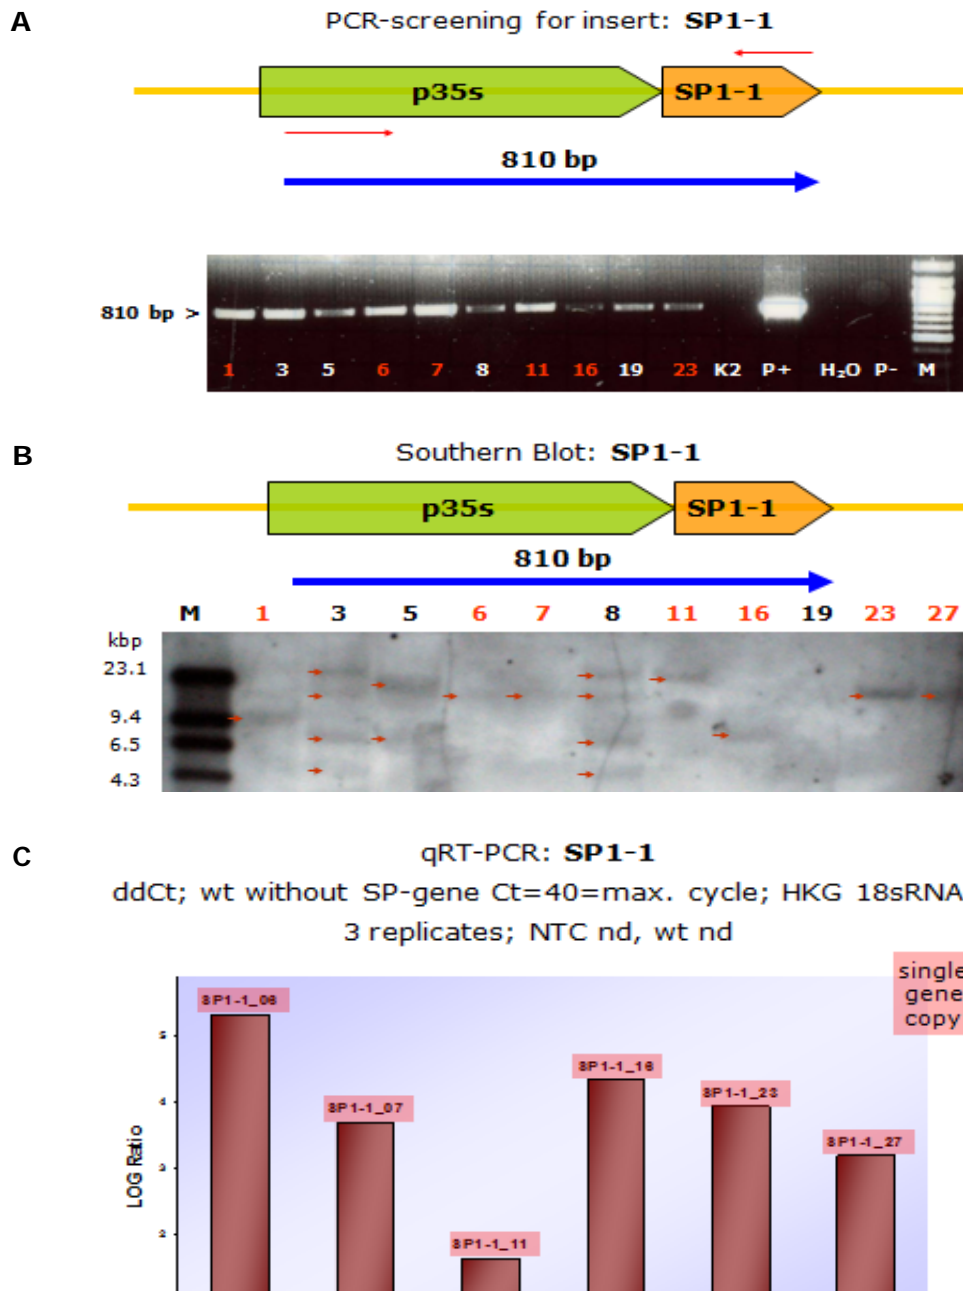 A
PCR-screening for insert: SP1-1
p35s
SP1-1
810 bp
810 bp >
1 3 5 6 7 8 11 16 19 23 K2 P+ H₂O P- M
B
Southern Blot: SP1-1
p35s
SP1-1
810 bp
M 1 3 5 6 7 8 11 16 19 23 27
kbp
23.1
9.4
6.5
4.3
C
qRT-PCR: SP1-1
ddCt; wt without SP-gene Ct=40=max. cycle; HKG 18sRNA
3 replicates; NTC nd, wt nd
single
gene
copy
SP1-1_06
SP1-1_07
SP1-1_11
SP1-1_16
SP1-1_23
SP1-1_27
LOG Ratio
5
4
3
2